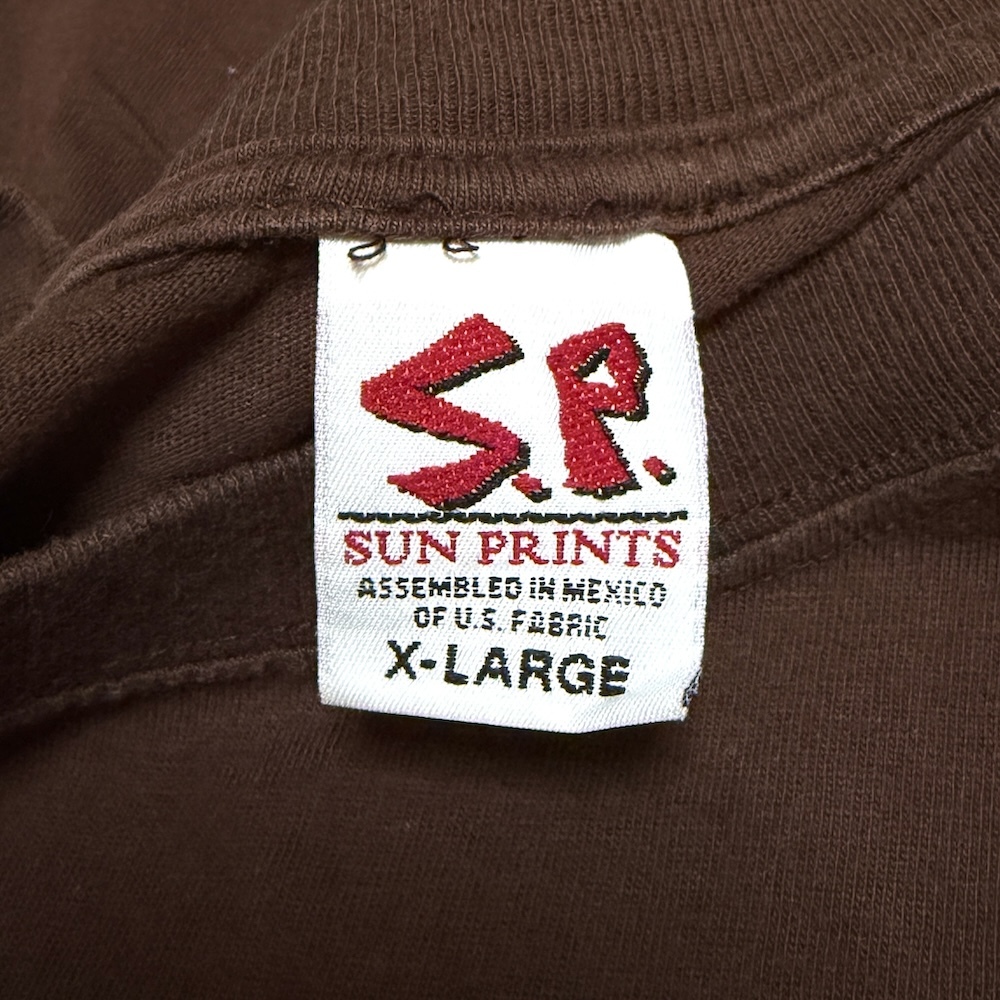 S.P.
SUN PRINTS
ASSEMBLED IN MEXICO
OF U.S. FABRIC
X-LARGE